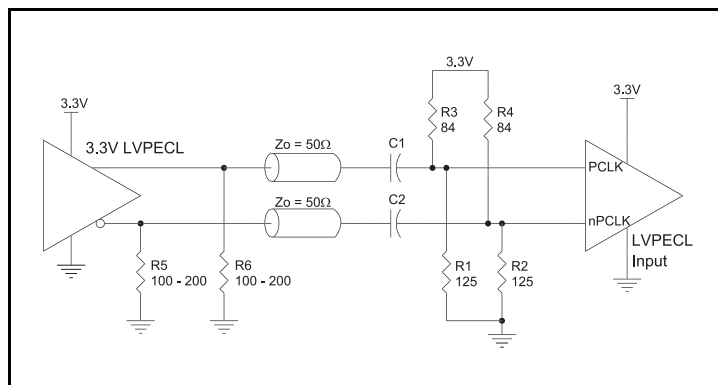 3.3V
3.3V LVPECL
R5
100 - 200
R6
100 - 200
Zo = 50Ω
Zo = 50Ω
C1
C2
3.3V
R3
84
R4
84
R1
125
R2
125
3.3V
PCLK
nPCLK
LVPECL
Input